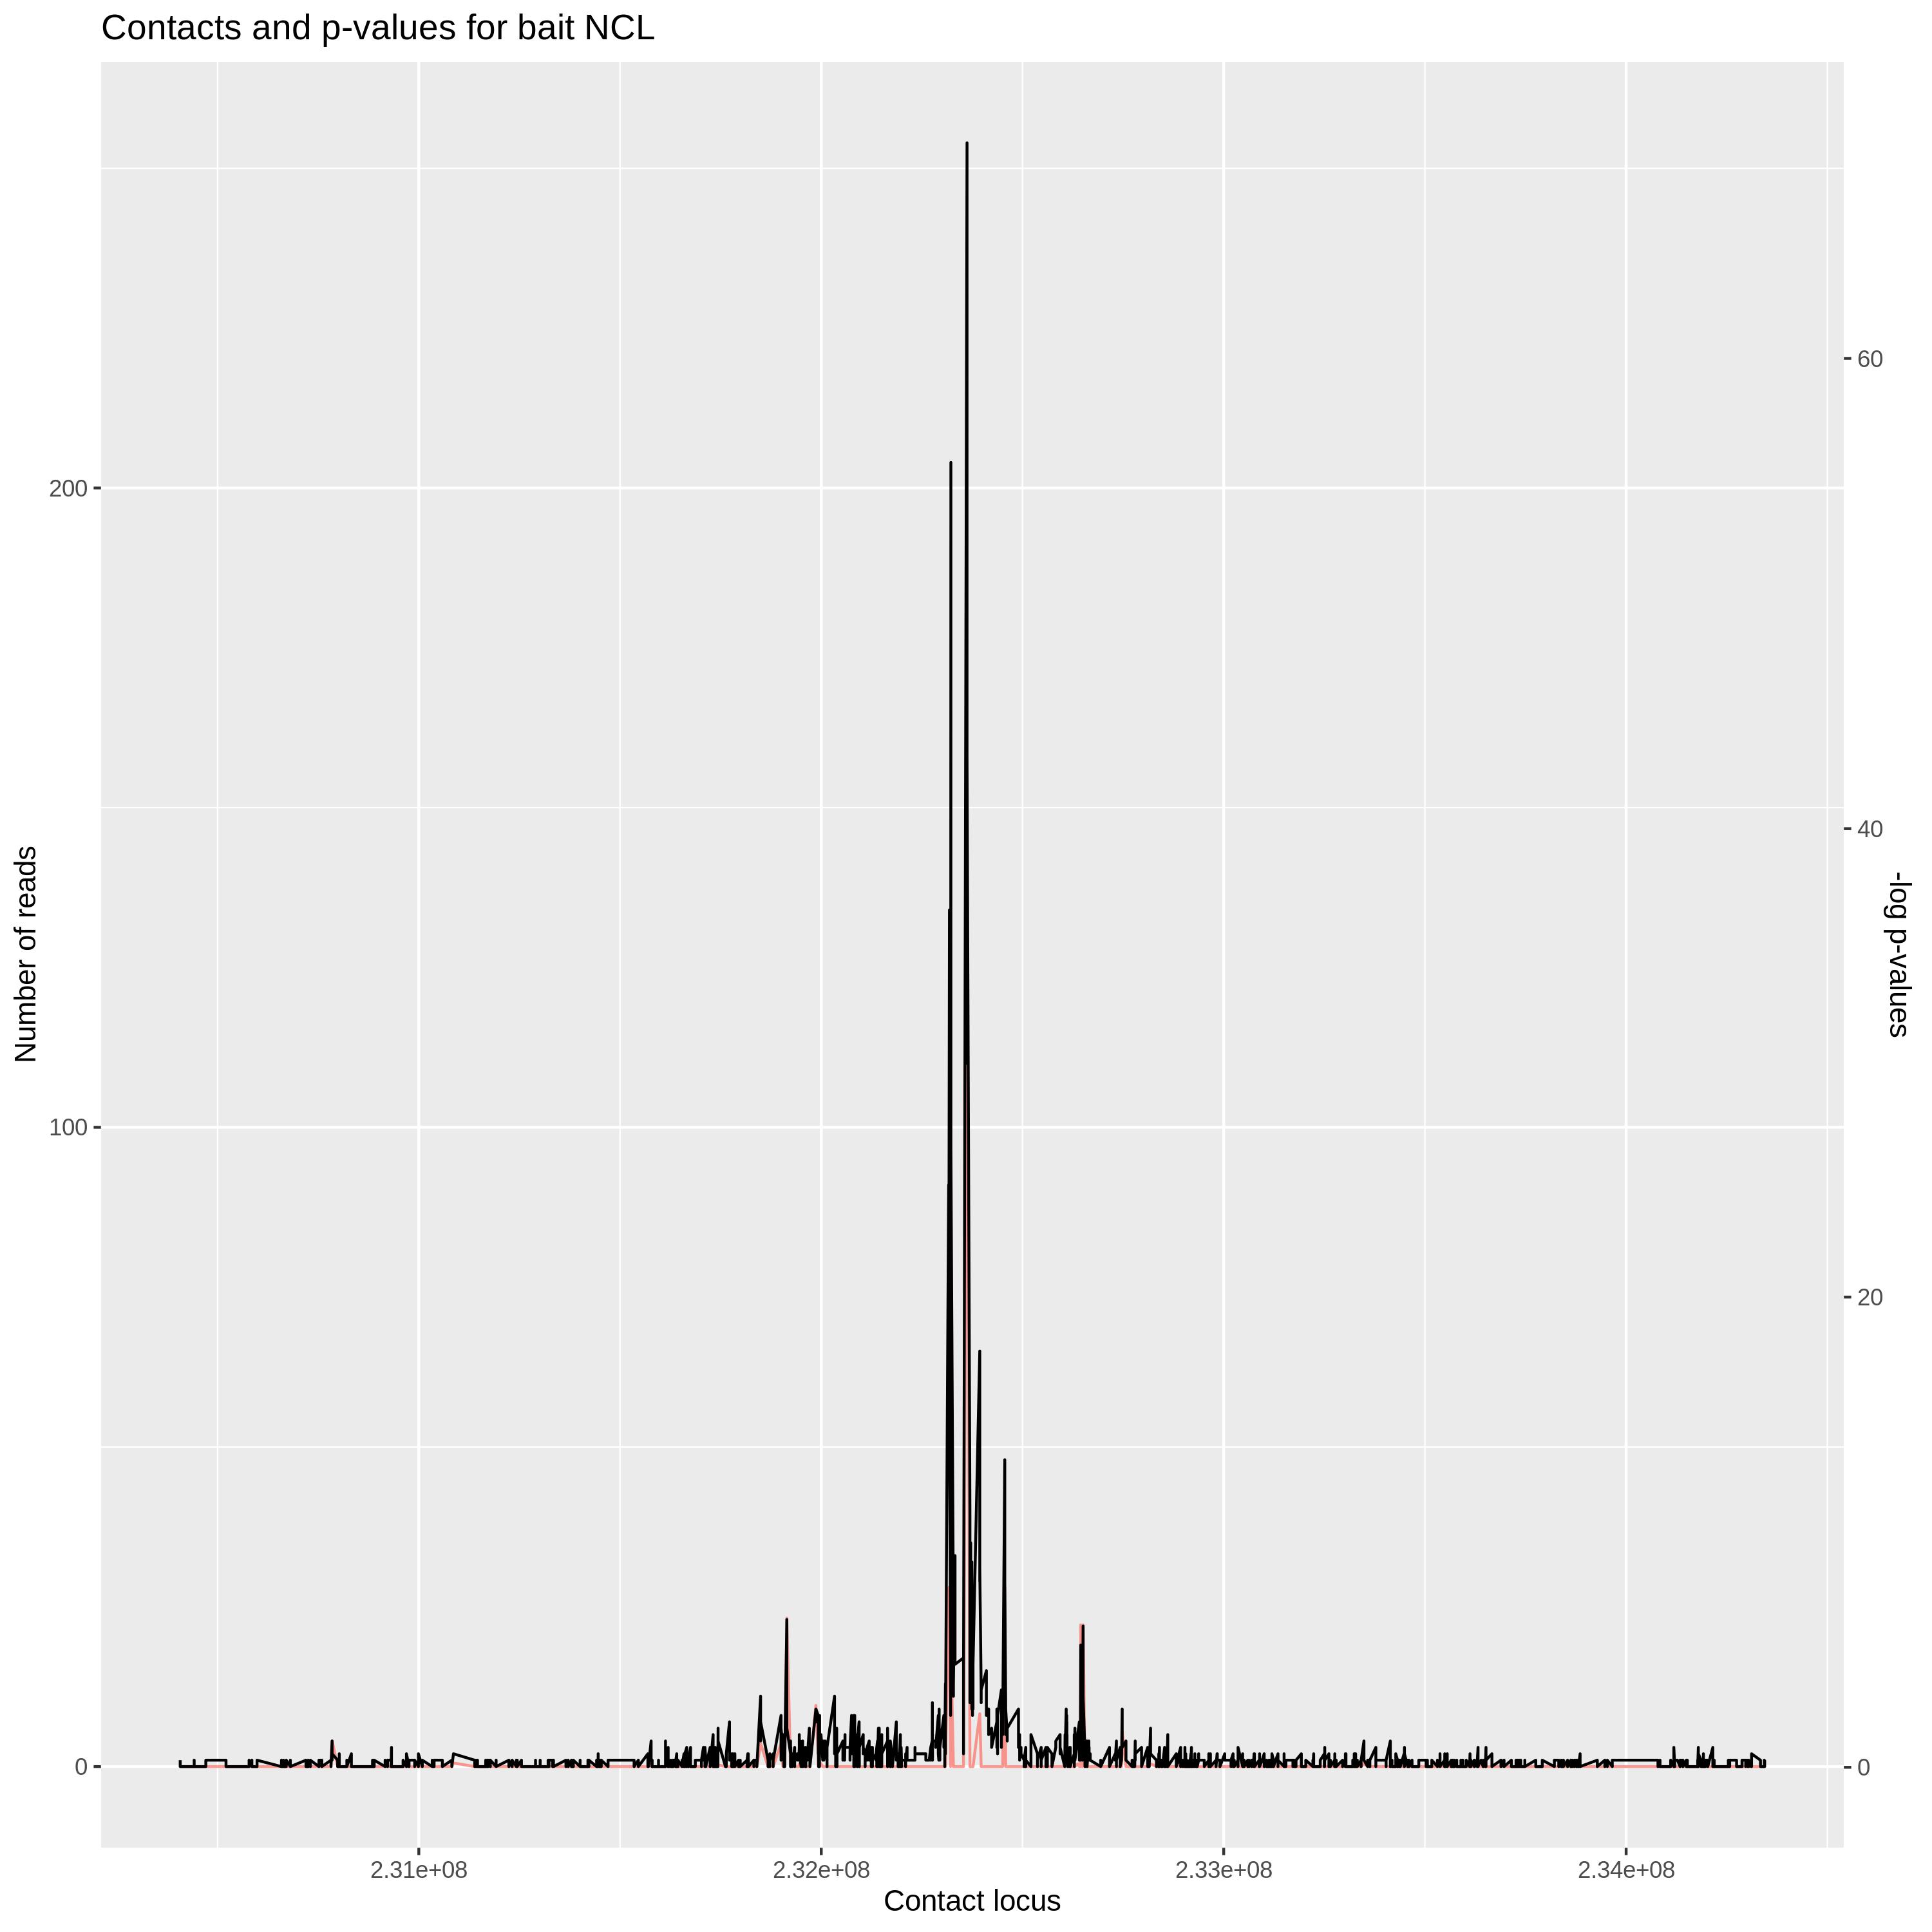 Contacts and p-values for bait NCL
Number of reads
200
100
0
60
40
20
0
-log p-values
2.31e+08 2.32e+08 2.33e+08 2.34e+08
Contact locus